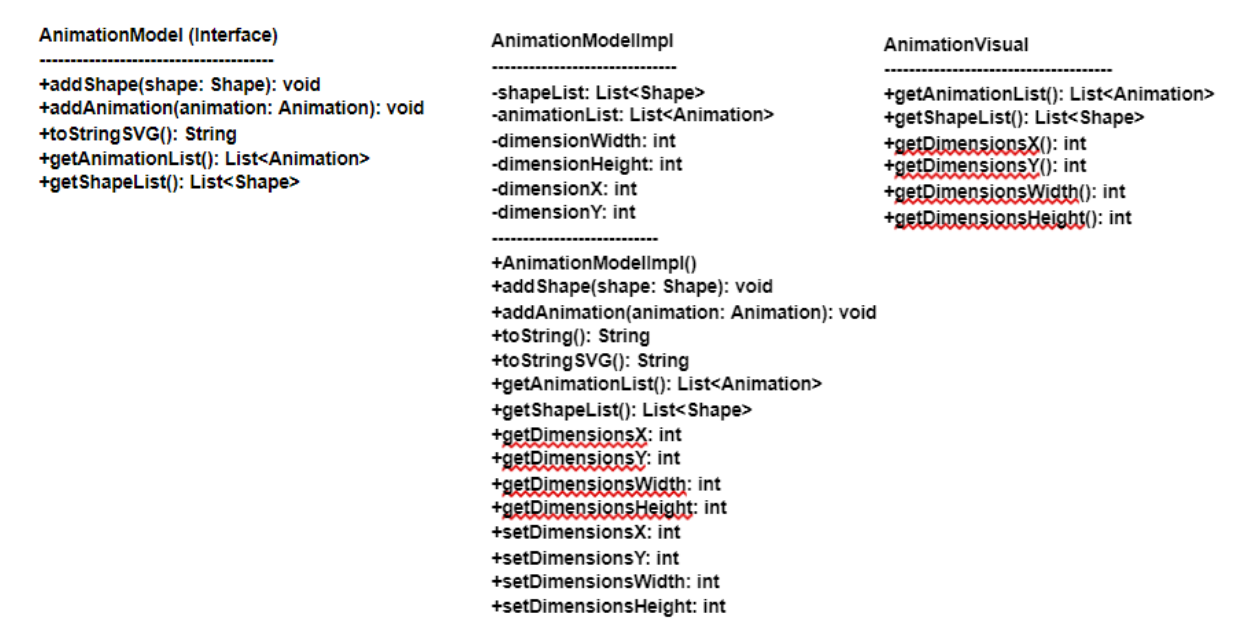 AnimationModel (Interface)
--------------------------------------
+addShape(shape: Shape): void
+addAnimation(animation: Animation): void
+toStringSVG(): String
+getAnimationList(): List<Animation>
+getShapeList(): List<Shape>
AnimationModelImpl
------------------------------
-shapeList: List<Shape>
-animationList: List<Animation>
-dimensionWidth: int
-dimensionHeight: int
-dimensionX: int
-dimensionY: int
---------------------------
+AnimationModelImpl()
+addShape(shape: Shape): void
+addAnimation(animation: Animation): void
+toString(): String
+toStringSVG(): String
+getAnimationList(): List<Animation>
+getShapeList(): List<Shape>
+getDimensionsX: int
+getDimensionsY: int
+getDimensionsWidth: int
+getDimensionsHeight: int
+setDimensionsX: int
+setDimensionsY: int
+setDimensionsWidth: int
+setDimensionsHeight: int
AnimationVisual
-------------------------------------
+getAnimationList(): List<Animation>
+getShapeList(): List<Shape>
+getDimensionsX(): int
+getDimensionsY(): int
+getDimensionsWidth(): int
+getDimensionsHeight(): int